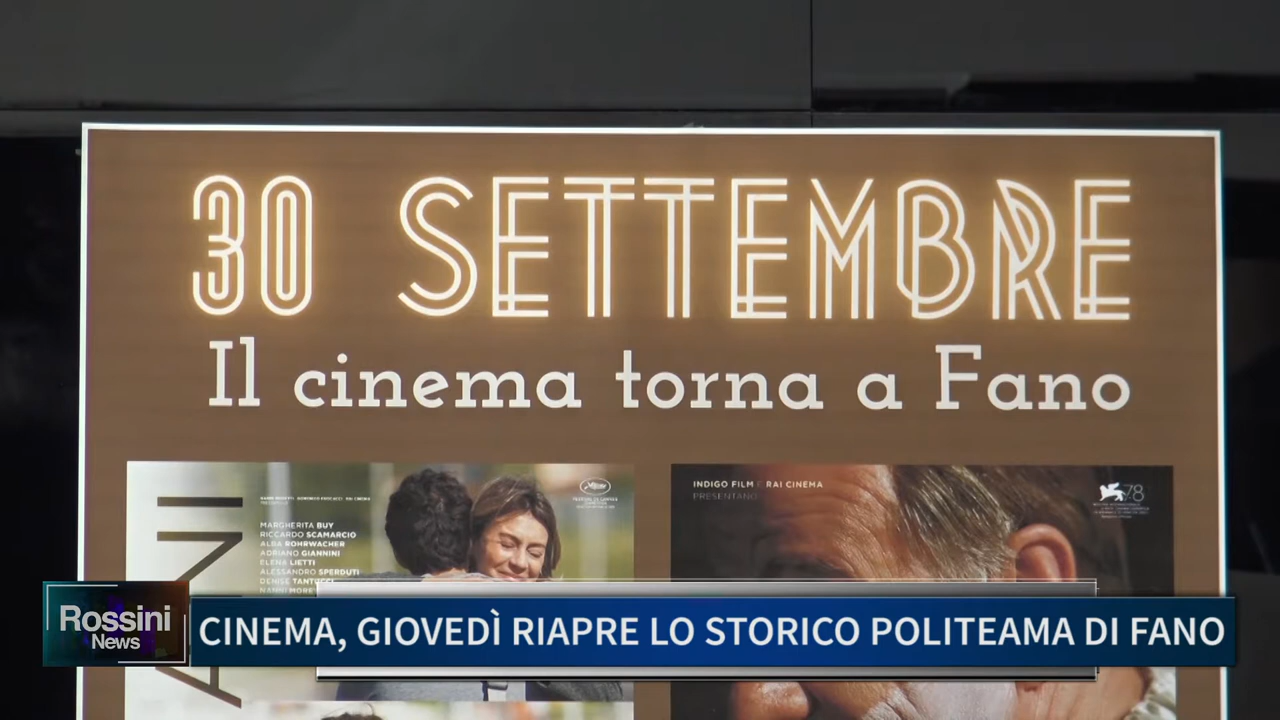 30 SETTEMBRE
Il cinema torna a Fano
MARGHERITA BUY
RICCARDO SCAMARCIO
ALBA ROHRWACHER
ADRIANO GIANNINI
ELENA LIETTI
ALESSANDRO SPERDUTI
DENISE TANTUCCI
INDIGO FILM E RAI CINEMA
PRESENTANO
78
Rossini
News
CINEMA, GIOVEDÌ RIAPRE LO STORICO POLITEAMA DI FANO